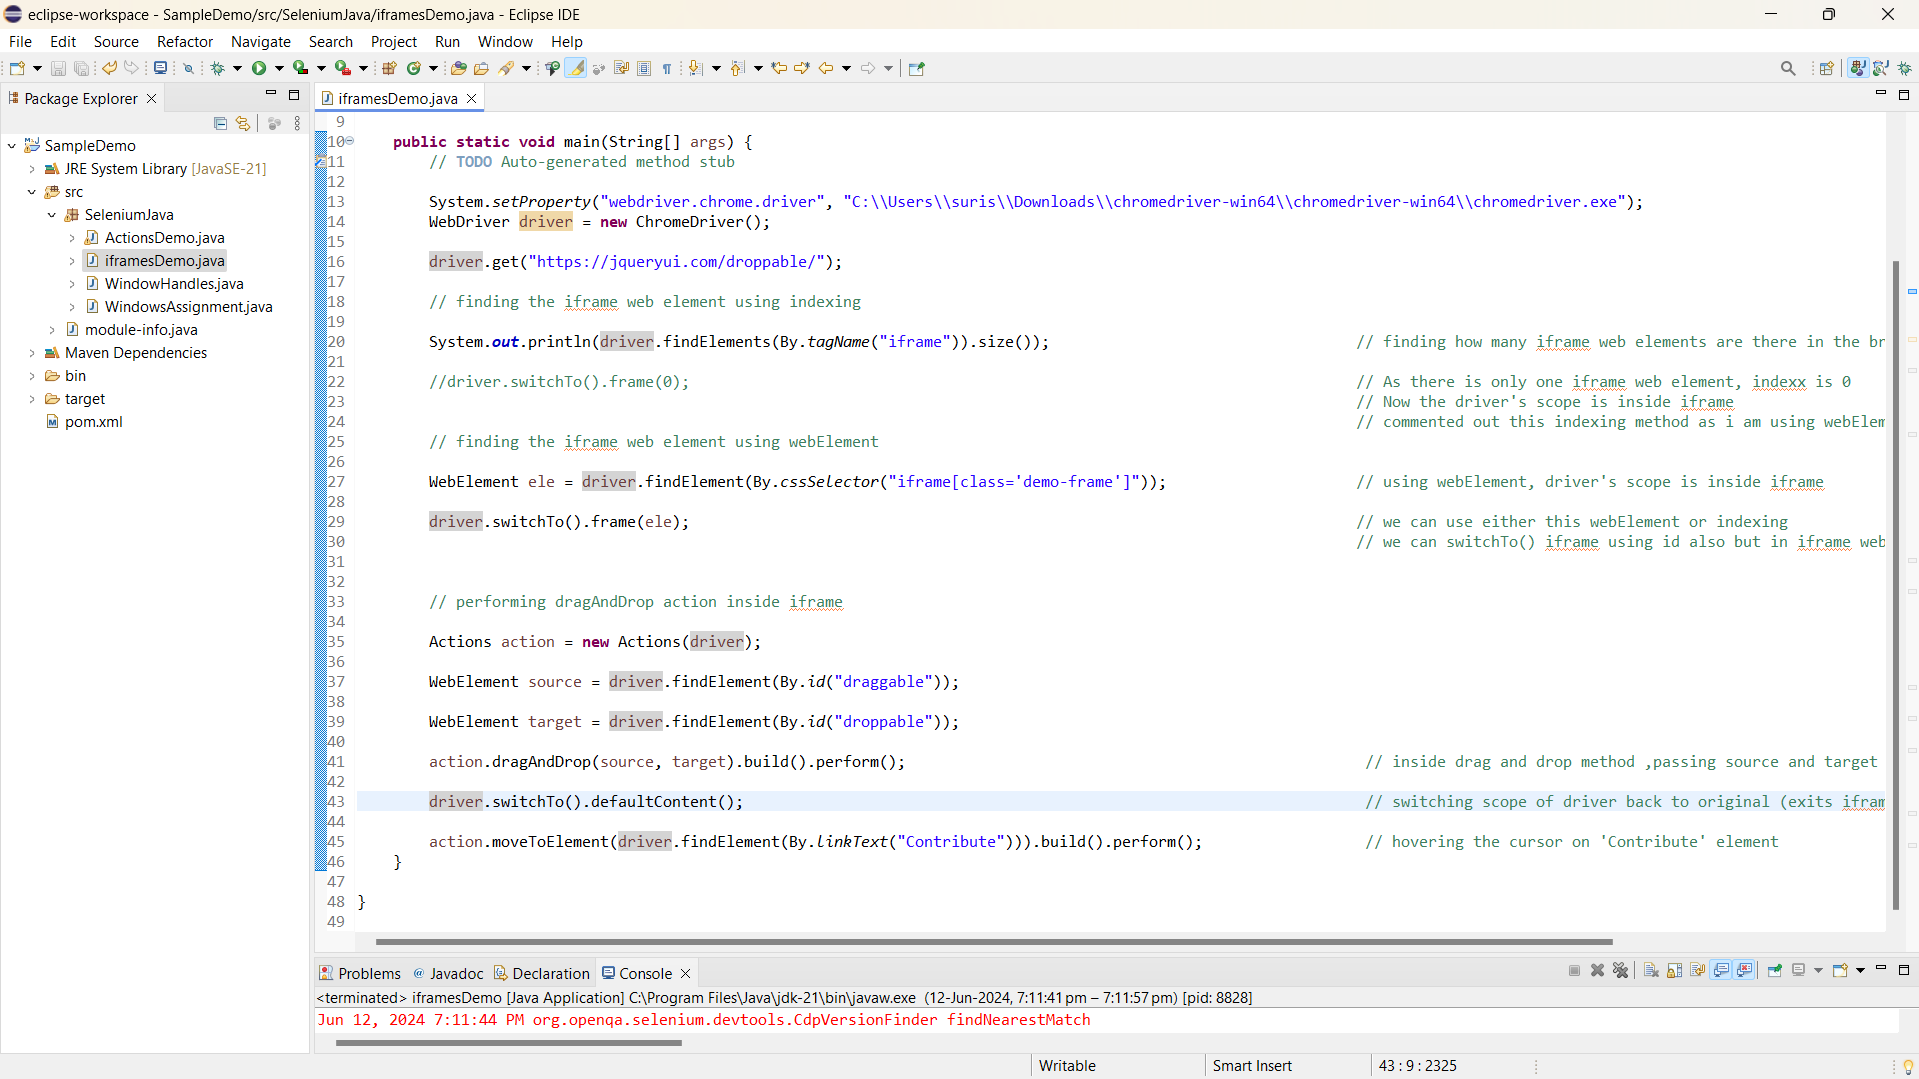 eclipse-workspace - SampleDemo/src/SeleniumJava/iframesDemo.java - Eclipse IDE
File Edit Source Refactor Navigate Search Project Run Window Help
Package Explorer
SampleDemo
JRE System Library [JavaSE-21]
src
SeleniumJava
ActionsDemo.java
iframesDemo.java
WindowHandles.java
WindowsAssignment.java
module-info.java
Maven Dependencies
bin
target
pom.xml
iframesDemo.java
9
10 public static void main(String[] args) {
11 // TODO Auto-generated method stub
12
13 System.setProperty("webdriver.chrome.driver", "C:\\Users\\suris\\Downloads\\chromedriver-win64\\chromedriver-win64\\chromedriver.exe");
14 WebDriver driver = new ChromeDriver();
15
16 driver.get("https://jqueryui.com/droppable/");
17
18 // finding the iframe web element using indexing
19
20 System.out.println(driver.findElements(By.tagName("iframe")).size()); // finding how many iframe web elements are there in the br
21
22 //driver.switchTo().frame(0); // As there is only one iframe web element, indexx is 0
23 // Now the driver's scope is inside iframe
24 // commented out this indexing method as i am using webElem
25 // finding the iframe web element using webElement
26
27 WebElement ele = driver.findElement(By.cssSelector("iframe[class='demo-frame']")); // using webElement, driver's scope is inside iframe
28
29 driver.switchTo().frame(ele); // we can use either this webElement or indexing
30 // we can switchTo() iframe using id also but in iframe web
31
32
33 // performing dragAndDrop action inside iframe
34
35 Actions action = new Actions(driver);
36
37 WebElement source = driver.findElement(By.id("draggable"));
38
39 WebElement target = driver.findElement(By.id("droppable"));
40
41 action.dragAndDrop(source, target).build().perform(); // inside drag and drop method ,passing source and target
42
43 driver.switchTo().defaultContent(); // switching scope of driver back to original (exits ifram
44
45 action.moveToElement(driver.findElement(By.linkText("Contribute"))).build().perform(); // hovering the cursor on 'Contribute' element
46 }
47
48 }
49
Problems Javadoc Declaration Console
<terminated> iframesDemo [Java Application] C:\Program Files\Java\jdk-21\bin\javaw.exe (12-Jun-2024, 7:11:41 pm – 7:11:57 pm) [pid: 8828]
Jun 12, 2024 7:11:44 PM org.openqa.selenium.devtools.CdpVersionFinder findNearestMatch
Writable Smart Insert 43 : 9 : 2325